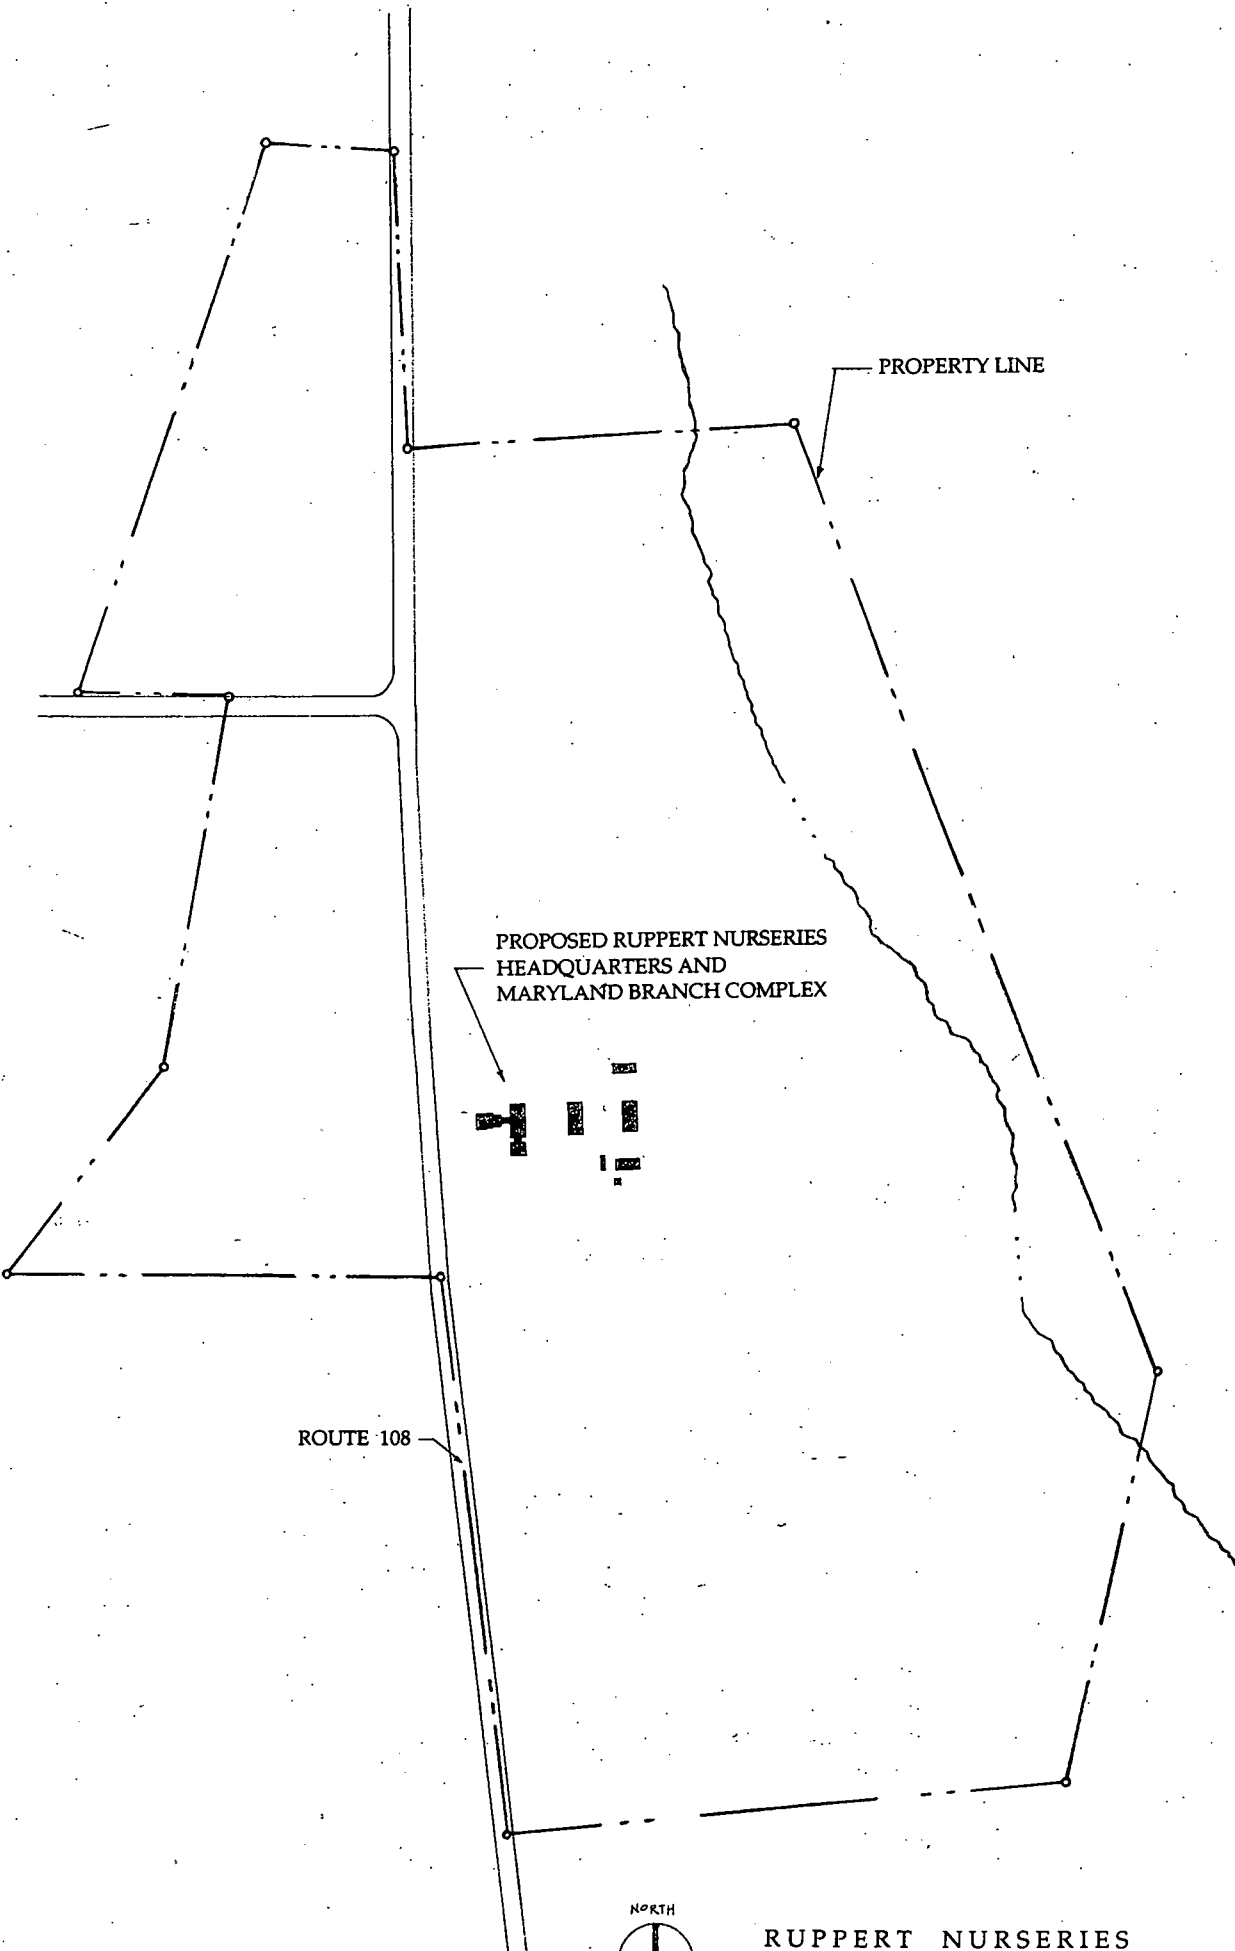 PROPERTY LINE
PROPOSED RUPPERT NURSERIES
HEADQUARTERS AND
MARYLAND BRANCH COMPLEX
ROUTE 108
NORTH
RUPPERT NURSERIES